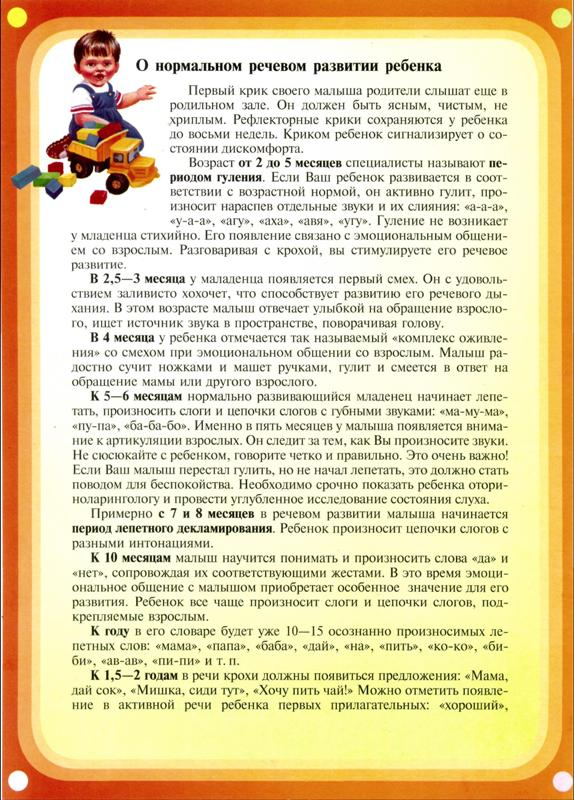 О нормальном речевом развитии ребенка
Первый крик своего малыша родители слышат еще в
родильном зале. Он должен быть ясным, чистым, не
хриплым. Рефлекторные крики сохраняются у ребенка
до восьми недель. Криком ребенок сигнализирует о со-
стоянии дискомфорта.
Возраст от 2 до 5 месяцев специалисты называют пе-
риодом гуления. Если Ваш ребенок развивается в соот-
ветствии с возрастной нормой, он активно гулит, про-
износит нараспев отдельные звуки и их слияния: «а-а-а»,
«у-а-а», «агу», «аха», «авя», «угу». Гуление не возникает
у младенца стихийно. Его появление связано с эмоциональным общени-
ем со взрослым. Разговаривая с крохой, вы стимулируете его речевое
развитие.
В 2,5—3 месяца у маладенца появляется первый смех. Он с удоволь-
ствием заливисто хохочет, что способствует развитию его речевого ды-
хания. В этом возрасте малыш отвечает улыбкой на обращение взросло-
го, ищет источник звука в пространстве, поворачивая голову.
В 4 месяца у ребенка отмечается так называемый «комплекс оживле-
ния» со смехом при эмоциональном общении со взрослым. Малыш ра-
достно сучит ножками и машет ручками, гулит и смеется в ответ на
обращение мамы или другого взрослого.
К 5—6 месяцам нормально развивающийся младенец начинает лепе-
тать, произносить слоги и цепочки слогов с губными звуками: «ма-му-ма»,
«пу-па», «ба-ба-бо». Именно в пять месяцев у малыша появляется внима-
ние к артикуляции взрослых. Он следит за тем, как Вы произносите звуки.
Не сюсюкайте с ребенком, говорите четко и правильно. Это очень важно!
Если Ваш малыш перестал гулить, но не начал лепетать, это должно стать
поводом для беспокойства. Необходимо срочно показать ребенка отори-
ноларингологу и провести углубленное исследование состояния слуха.
Примерно с 7 и 8 месяцев в речевом развитии малыша начинается
период лепетного декламирования. Ребенок произносит цепочки слогов с
разными интонациями.
К 10 месяцам малыш научится понимать и произносить слова «да» и
«нет», сопровождая их соответствующими жестами. В это время эмоци-
ональное общение с малышом приобретает особенное значение для его
развития. Ребенок все чаще произносит слоги и цепочки слогов, под-
крепляемые взрослым.
К году в его словаре будет уже 10—15 осознанно произносимых ле-
петных слов: «мама», «папа», «баба», «дай», «на», «пить», «ко-ко», «би-
би», «ав-ав», «пи-пи» и т. п.
К 1,5—2 годам в речи крохи должны появиться предложения: «Мама,
дай сок», «Мишка, сиди тут», «Хочу пить чай!» Можно отметить появле-
ние в активной речи ребенка первых прилагательных: «хороший»,